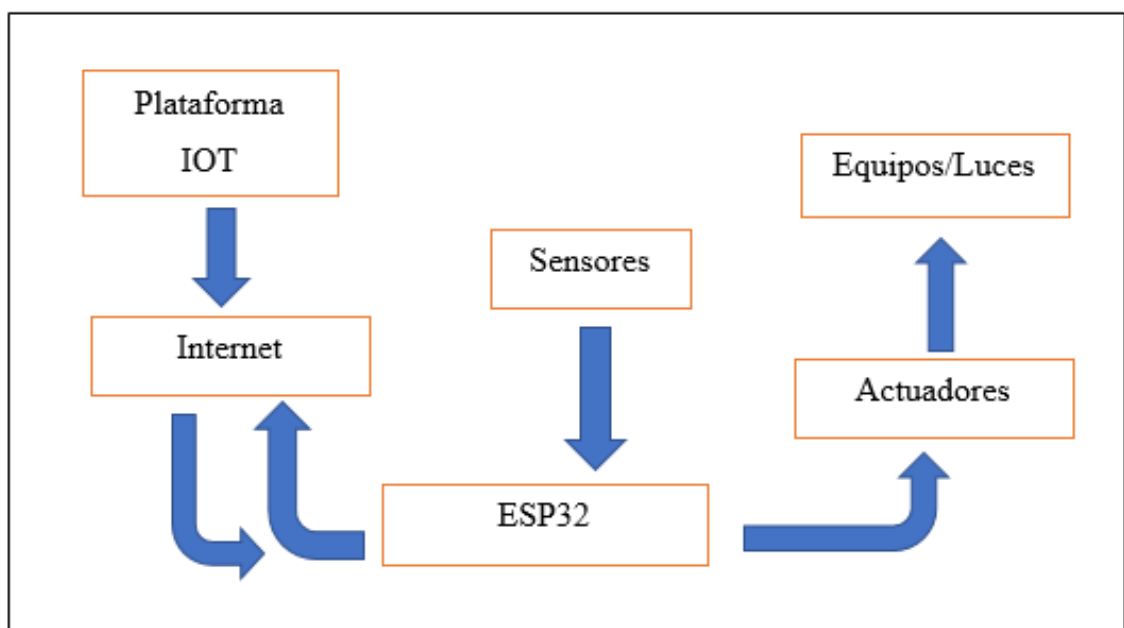 Plataforma
IOT
Equipos/Luces
Sensores
Internet
Actuadores
ESP32